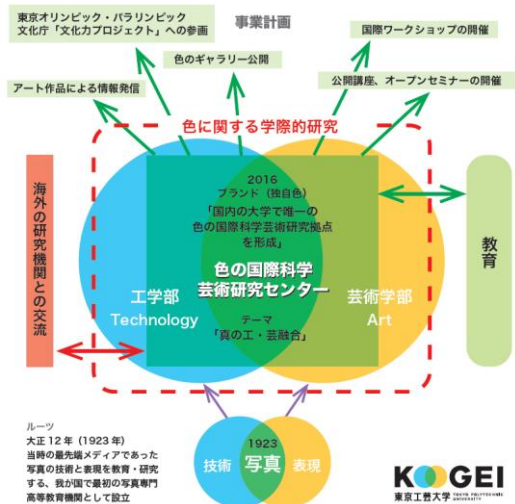 事業計画
東京オリンピック・パラリンピック
文化庁「文化力プロジェクト」への参画
国際ワークショップの開催
色のギャラリー公開
アート作品による情報発信
公開講座、オープンセミナーの開催
色に関する学際的研究
海外の研究機関との交流
2016
ブランド（独自色）
「国内の大学で唯一の
色の国際科学芸術研究拠点
を形成」
色の国際科学
芸術研究センター
工学部
Technology
芸術学部
Art
テーマ
「真の工・芸融合」
教育
ルーツ
大正12年（1923年）
当時の最先端メディアであった
写真の技術と表現を教育・研究
する、我が国で最初の写真専門
高等教育機関として設立
1923
技術
写真
表現
KOGEI
東京工芸大学 TOKYO POLYTECHNIC
UNIVERSITY